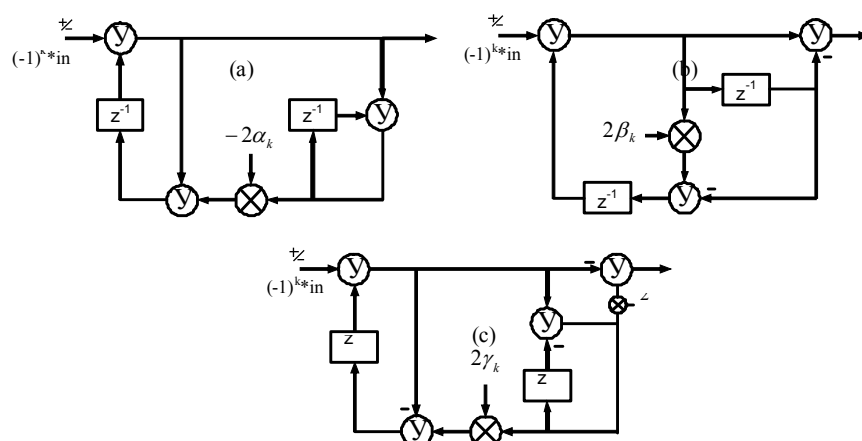 +/-
(-1)^k*in
У
(a)
z⁻¹
z⁻¹
У
−2α_k
У
+/-
(-1)^k*in
У
У
(b)
z⁻¹
2β_k
z⁻¹
У
+/-
(-1)^k*in
У
У
У
(c)
z
2γ_k
z
У